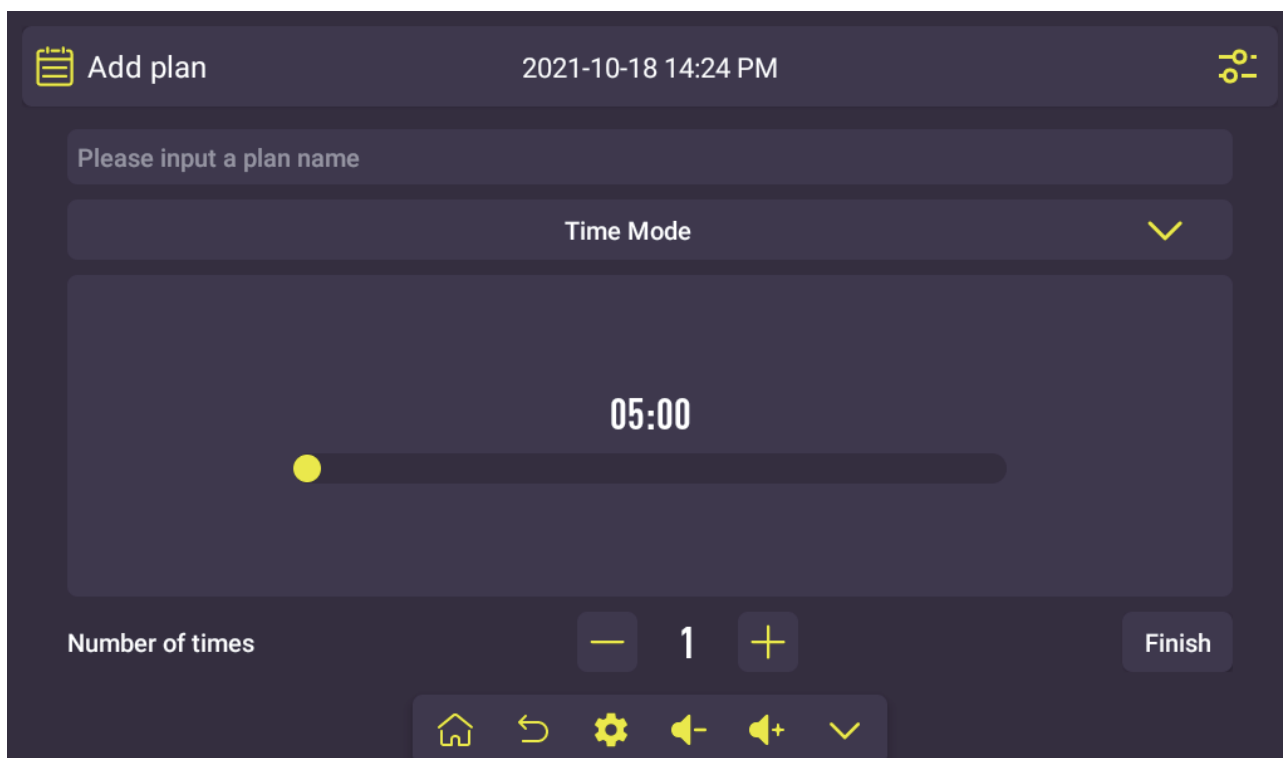 Add plan
2021-10-18 14:24 PM
Please input a plan name
Time Mode
05:00
Number of times
1
Finish